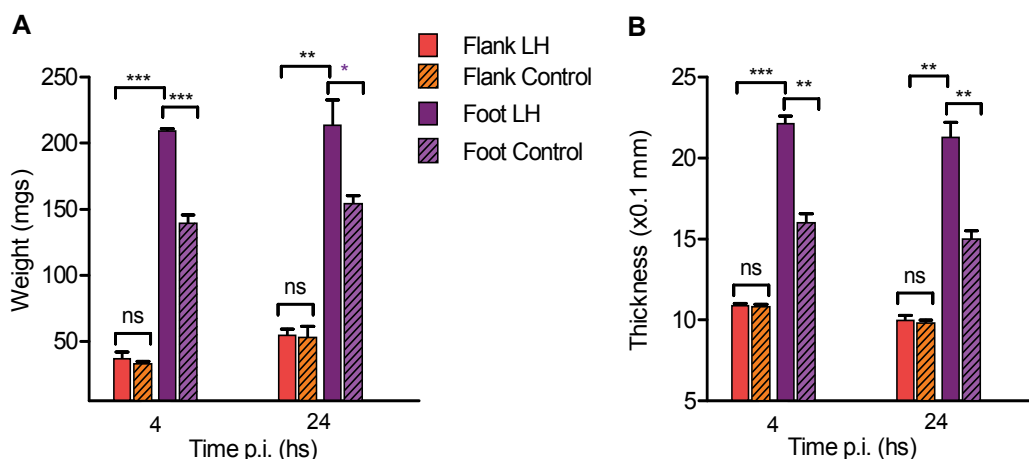 A
Weight (mgs)
250
200
150
100
50
***
***
**
*
ns
ns
4
24
Time p.i. (hs)
Flank LH
Flank Control
Foot LH
Foot Control
B
Thickness (x0.1 mm)
25
20
15
10
5
***
**
**
**
ns
ns
4
24
Time p.i. (hs)